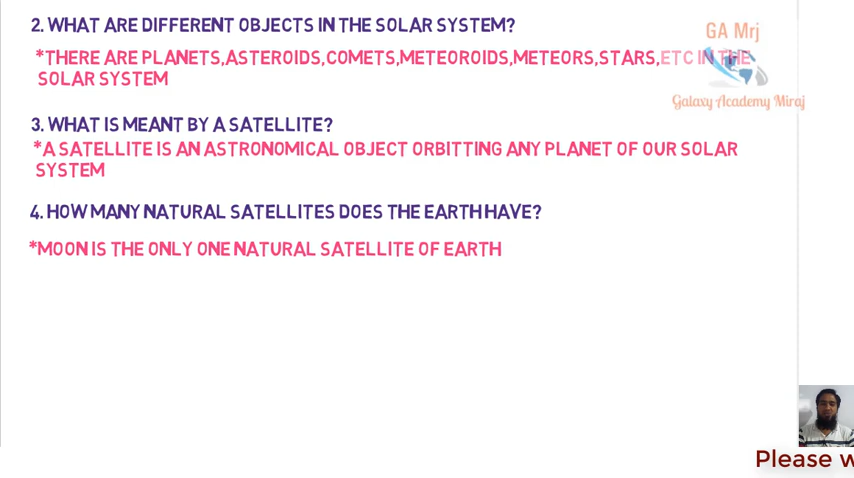 2. WHAT ARE DIFFERENT OBJECTS IN THE SOLAR SYSTEM?
GA Mrj
*THERE ARE PLANETS,ASTEROIDS,COMETS,METEOROIDS,METEORS,STARS,ETC IN THE
SOLAR SYSTEM
Galaxy Academy Miraj
3. WHAT IS MEANT BY A SATELLITE?
*A SATELLITE IS AN ASTRONOMICAL OBJECT ORBITTING ANY PLANET OF OUR SOLAR
SYSTEM
4. HOW MANY NATURAL SATELLITES DOES THE EARTH HAVE?
*MOON IS THE ONLY ONE NATURAL SATELLITE OF EARTH
Please w